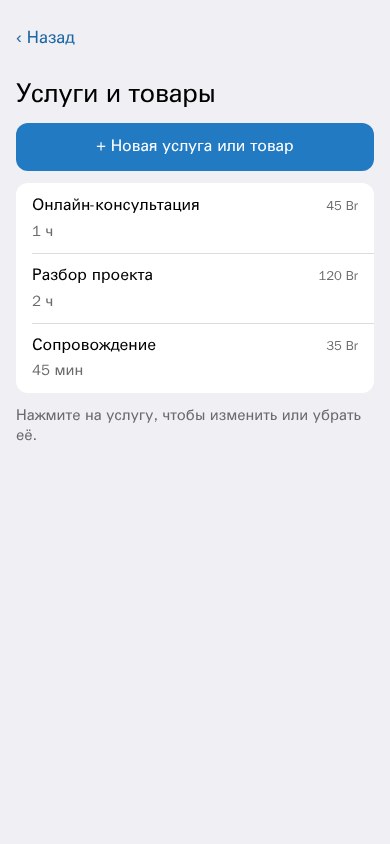 ‹ Назад
Услуги и товары
+ Новая услуга или товар
Онлайн-консультация 45 Br
1 ч
Разбор проекта 120 Br
2 ч
Сопровождение 35 Br
45 мин
Нажмите на услугу, чтобы изменить или убрать
её.